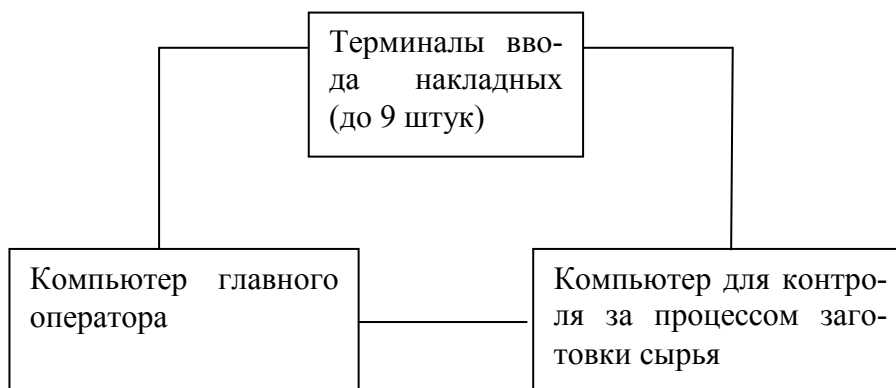 Терминалы вво-
да накладных
(до 9 штук)
Компьютер главного
оператора
Компьютер для контро-
ля за процессом заго-
товки сырья